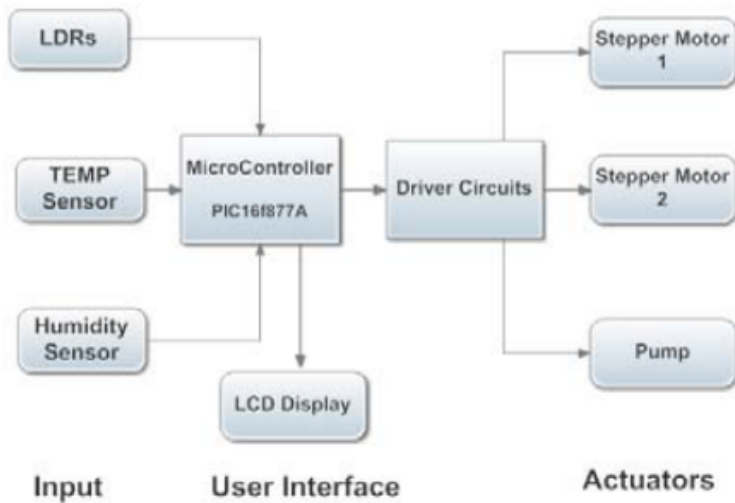 LDRs
TEMP
Sensor
Humidity
Sensor
MicroController
PIC16f877A
LCD Display
Driver Circuits
Stepper Motor
1
Stepper Motor
2
Pump
Input
User Interface
Actuators